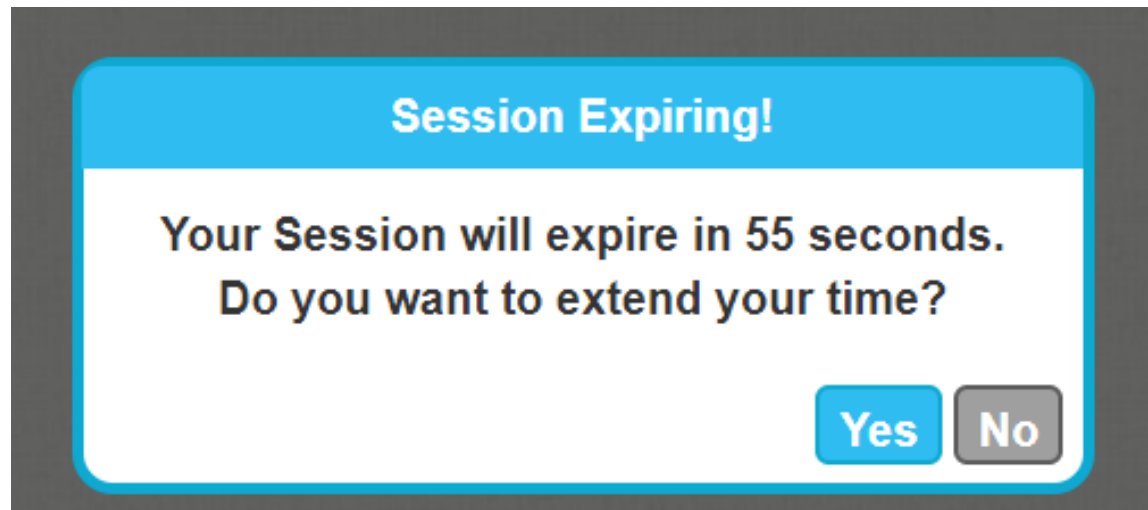 Session Expiring!
Your Session will expire in 55 seconds.
Do you want to extend your time?
Yes No